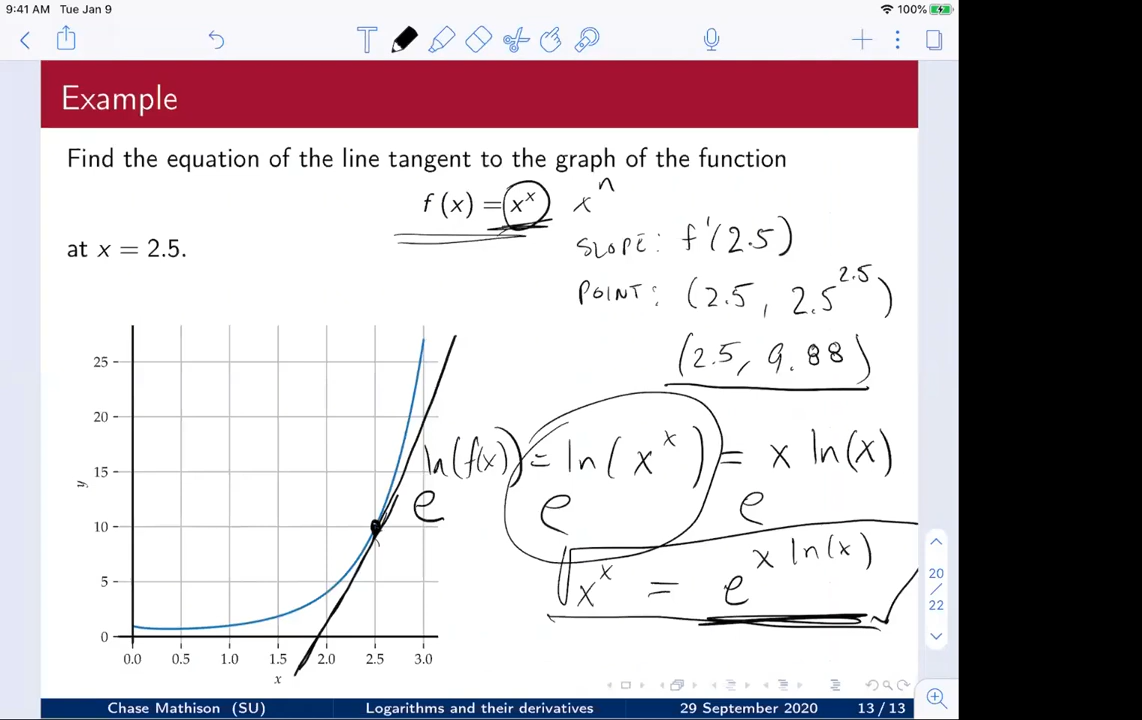 9:41 AM Tue Jan 9
100%
Example
Find the equation of the line tangent to the graph of the function
f (x) = x^x x^n
at x = 2.5.
SLOPE: f'(2.5)
POINT: (2.5, 2.5^2.5)
(2.5, 9.88)
ln(f(x)) = ln(x^x) = x ln(x)
e e e
x^x = e^x ln(x)
25
20
15
10
5
0
y
0.0 0.5 1.0 1.5 2.0 2.5 3.0
x
20
/
22
Chase Mathison (SU) Logarithms and their derivatives 29 September 2020 13 / 13